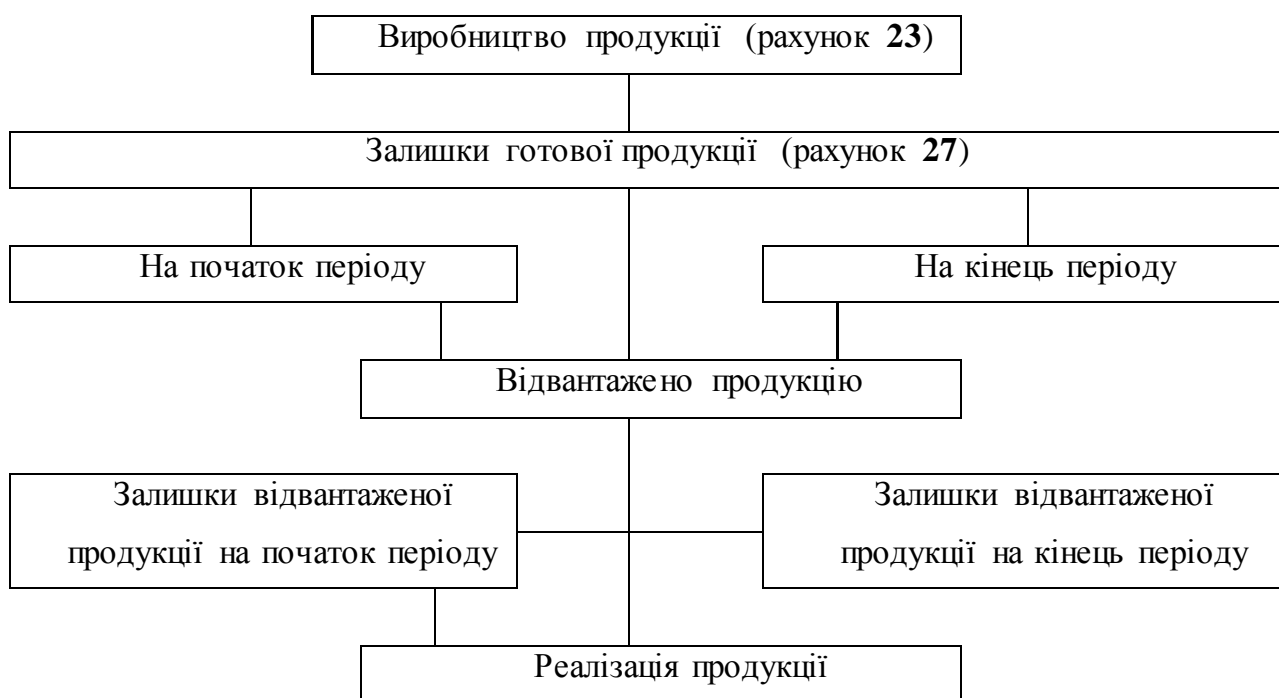 Виробництво продукції (рахунок 23)
Залишки готової продукції (рахунок 27)
На початок періоду
На кінець періоду
Відвантажено продукцію
Залишки відвантаженої
продукції на початок періоду
Залишки відвантаженої
продукції на кінець періоду
Реалізація продукції